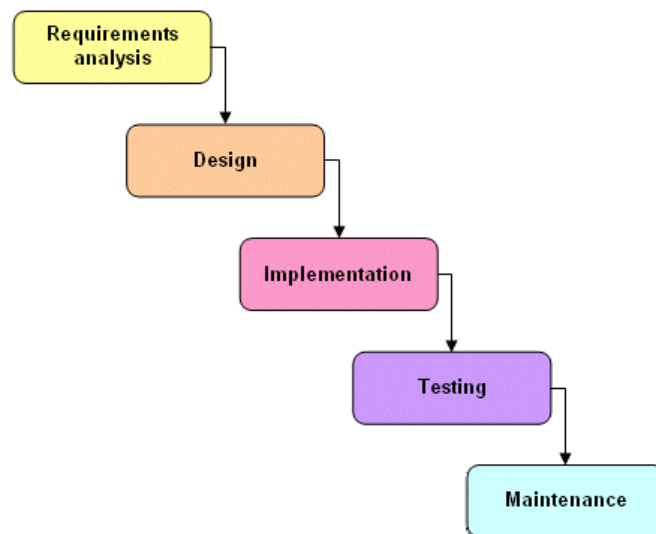 Requirements
analysis
Design
Implementation
Testing
Maintenance